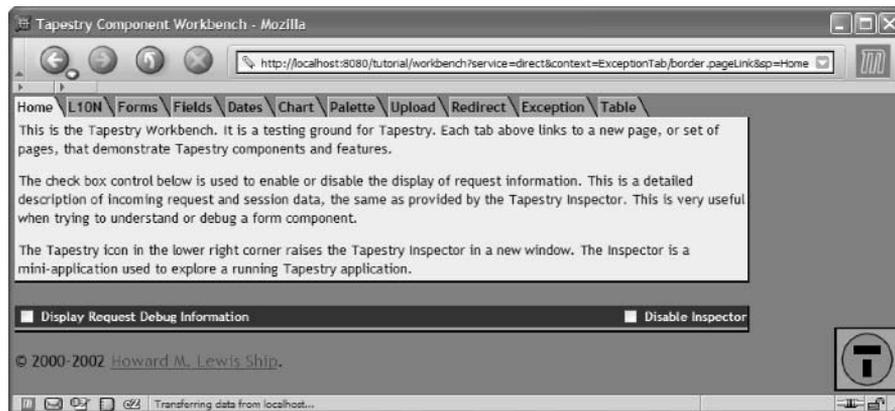 Tapestry Component Workbench - Mozilla
http://localhost:8080/tutorial/workbench?service=direct&context=ExceptionTab/border.pageLink&sp=Home
Home L10N Forms Fields Dates Chart Palette Upload Redirect Exception Table
This is the Tapestry Workbench. It is a testing ground for Tapestry. Each tab above links to a new page, or set of
pages, that demonstrate Tapestry components and features.
The check box control below is used to enable or disable the display of request information. This is a detailed
description of incoming request and session data, the same as provided by the Tapestry Inspector. This is very useful
when trying to understand or debug a form component.
The Tapestry icon in the lower right corner raises the Tapestry Inspector in a new window. The Inspector is a
mini-application used to explore a running Tapestry application.
Display Request Debug Information Disable Inspector
© 2000-2002 Howard M. Lewis Ship.
Transferring data from localhost...